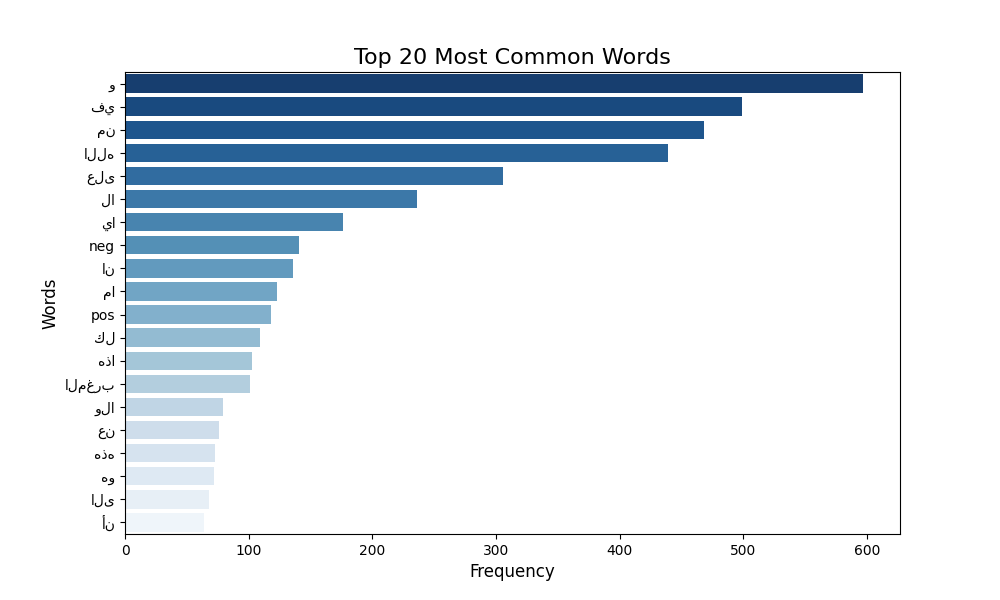 Top 20 Most Common Words
Words
و
في
من
الله
على
لا
يا
neg
ان
ما
pos
كل
هذا
المغرب
ولا
عن
هذه
هو
الى
أن
0 100 200 300 400 500 600
Frequency